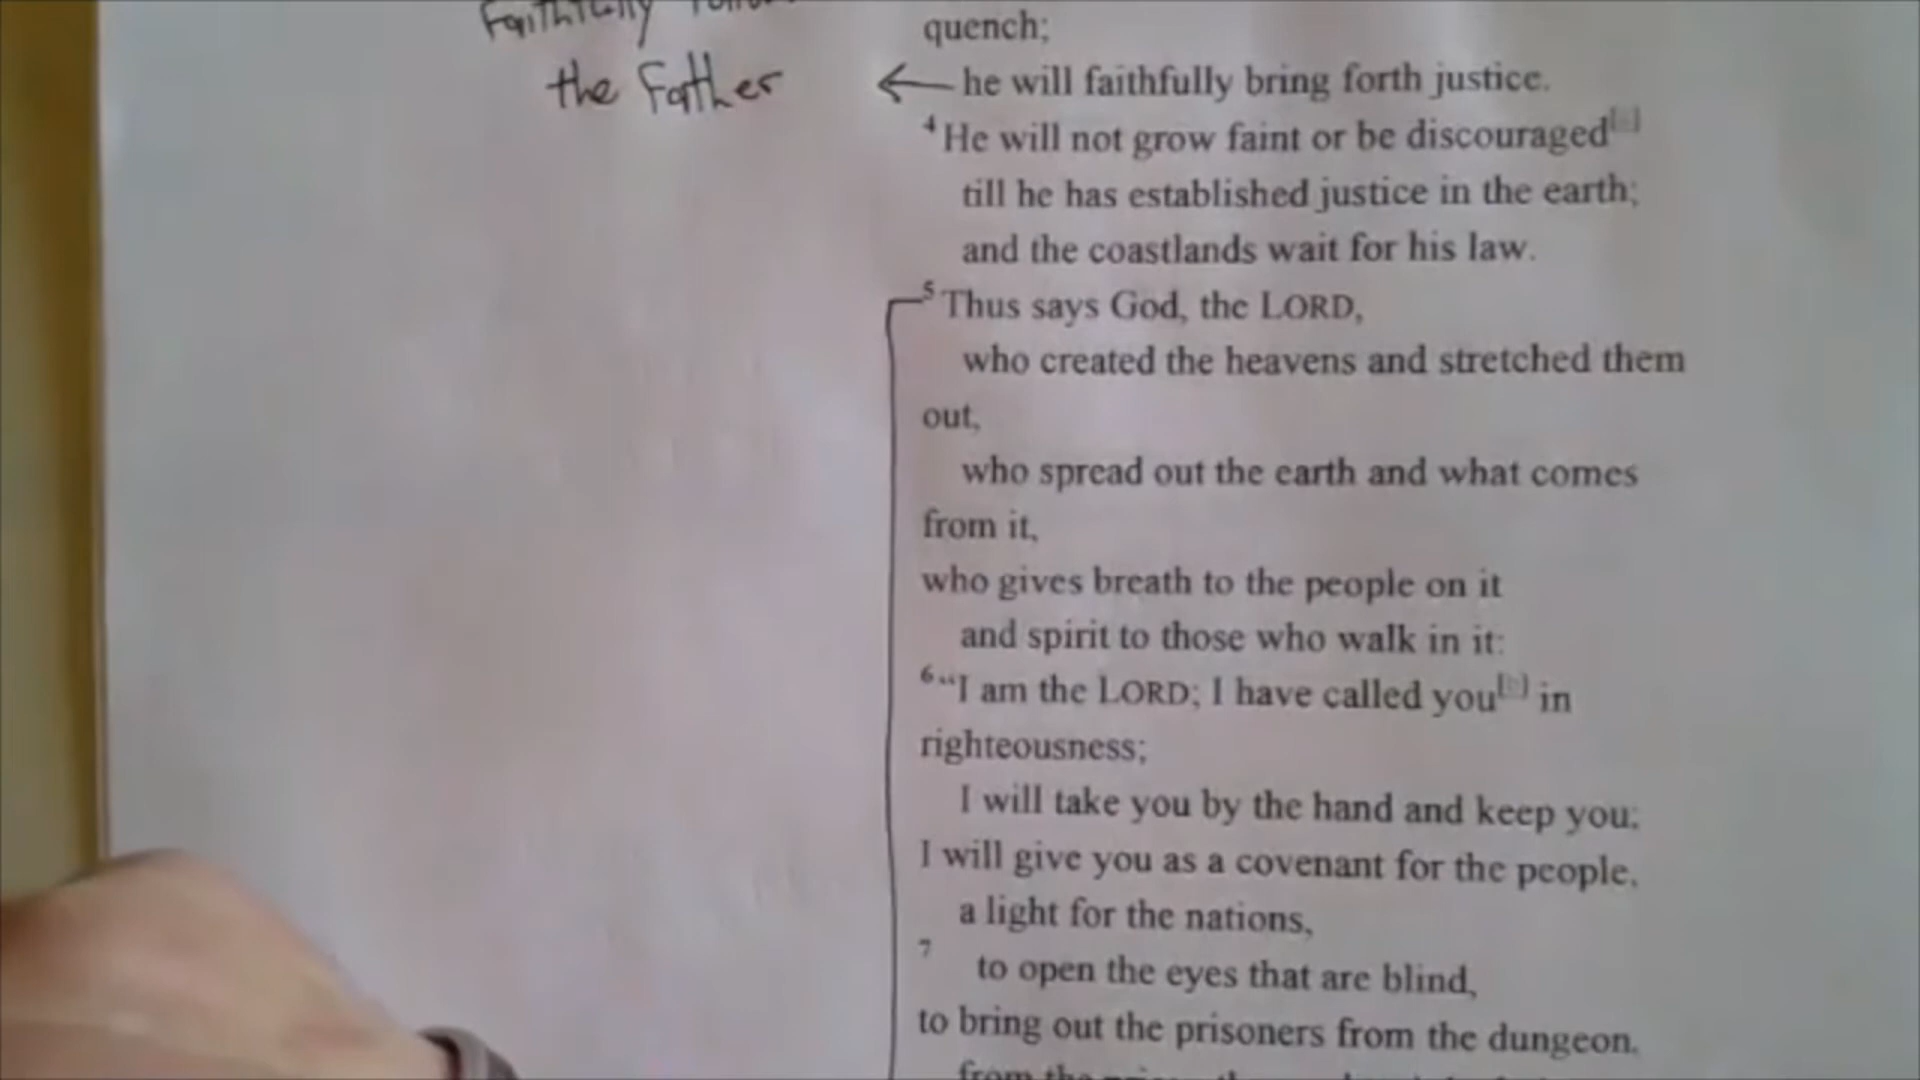 Faithfully
the Father
quench;
he will faithfully bring forth justice.
4 He will not grow faint or be discouraged
till he has established justice in the earth;
and the coastlands wait for his law.
5 Thus says God, the LORD,
who created the heavens and stretched them
out,
who spread out the earth and what comes
from it,
who gives breath to the people on it
and spirit to those who walk in it:
6 “I am the LORD; I have called you in
righteousness;
I will take you by the hand and keep you;
I will give you as a covenant for the people,
a light for the nations,
7
to open the eyes that are blind,
to bring out the prisoners from the dungeon,
from the